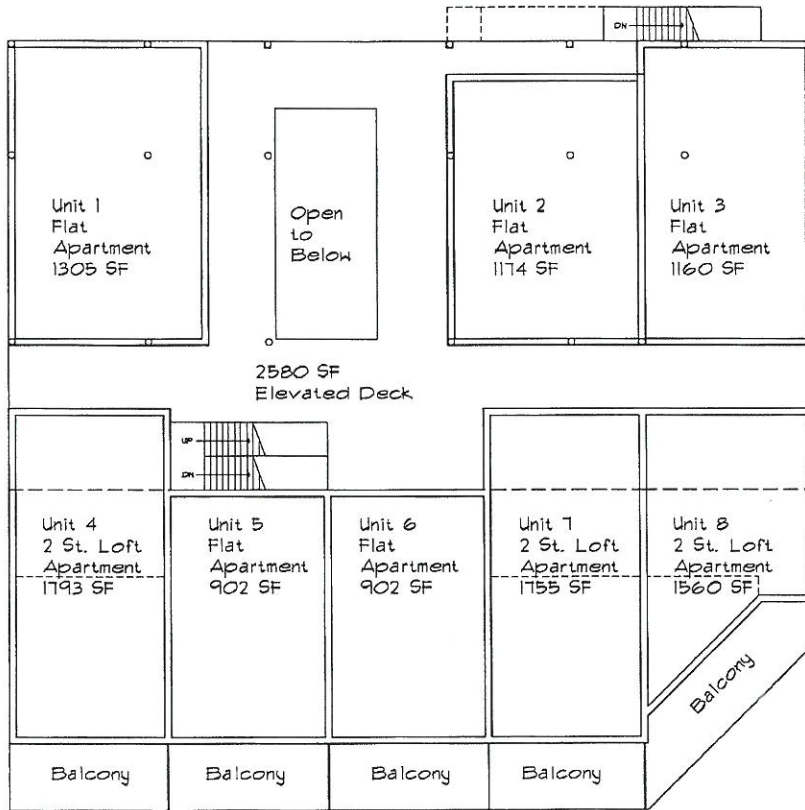 DN
Unit 1
Flat
Apartment
1305 SF
Open
to
Below
Unit 2
Flat
Apartment
1174 SF
Unit 3
Flat
Apartment
1160 SF
2580 SF
Elevated Deck
UP
DN
Unit 4
2 St. Loft
Apartment
1793 SF
Unit 5
Flat
Apartment
902 SF
Unit 6
Flat
Apartment
902 SF
Unit 7
2 St. Loft
Apartment
1755 SF
Unit 8
2 St. Loft
Apartment
1560 SF
Balcony
Balcony
Balcony
Balcony
Balcony